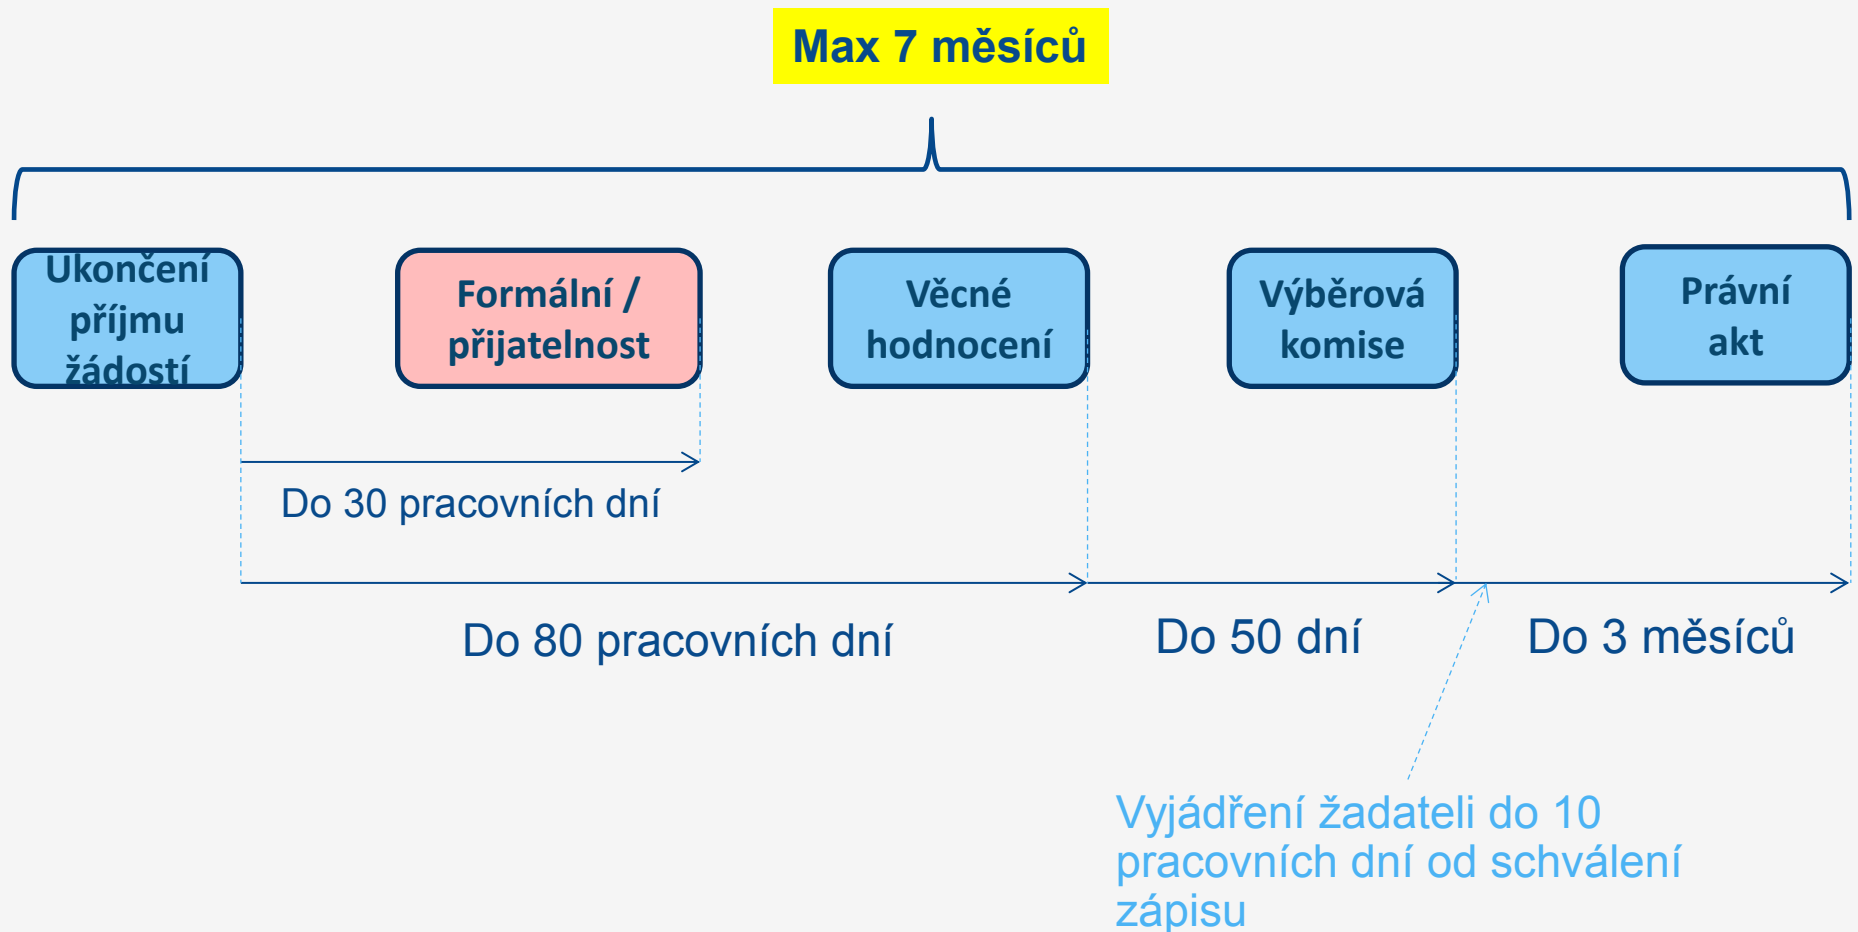 Max 7 měsíců
Ukončení
příjmu
žádostí
Formální /
přijatelnost
Věcné
hodnocení
Výběrová
komise
Právní
akt
Do 30 pracovních dní
Do 80 pracovních dní
Do 50 dní
Do 3 měsíců
Vyjádření žadateli do 10
pracovních dní od schválení
zápisu